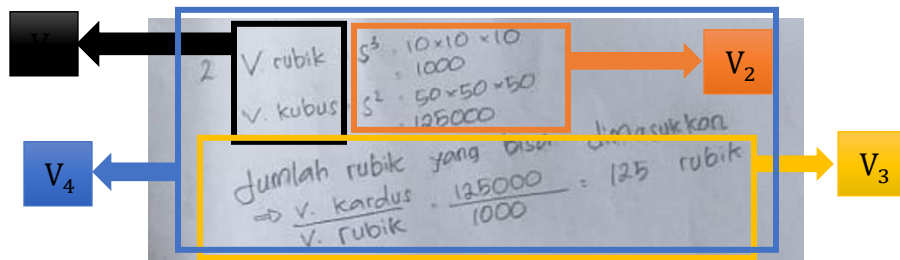 V
2 V. rubik S³ = 10×10×10
= 1000
V. kubus S² = 50×50×50
= 125000
Jumlah rubik yang bisa dimasukkan
⇒ V. kardus / V. rubik = 125000 / 1000 = 125 rubik
V₂
V₃
V₄